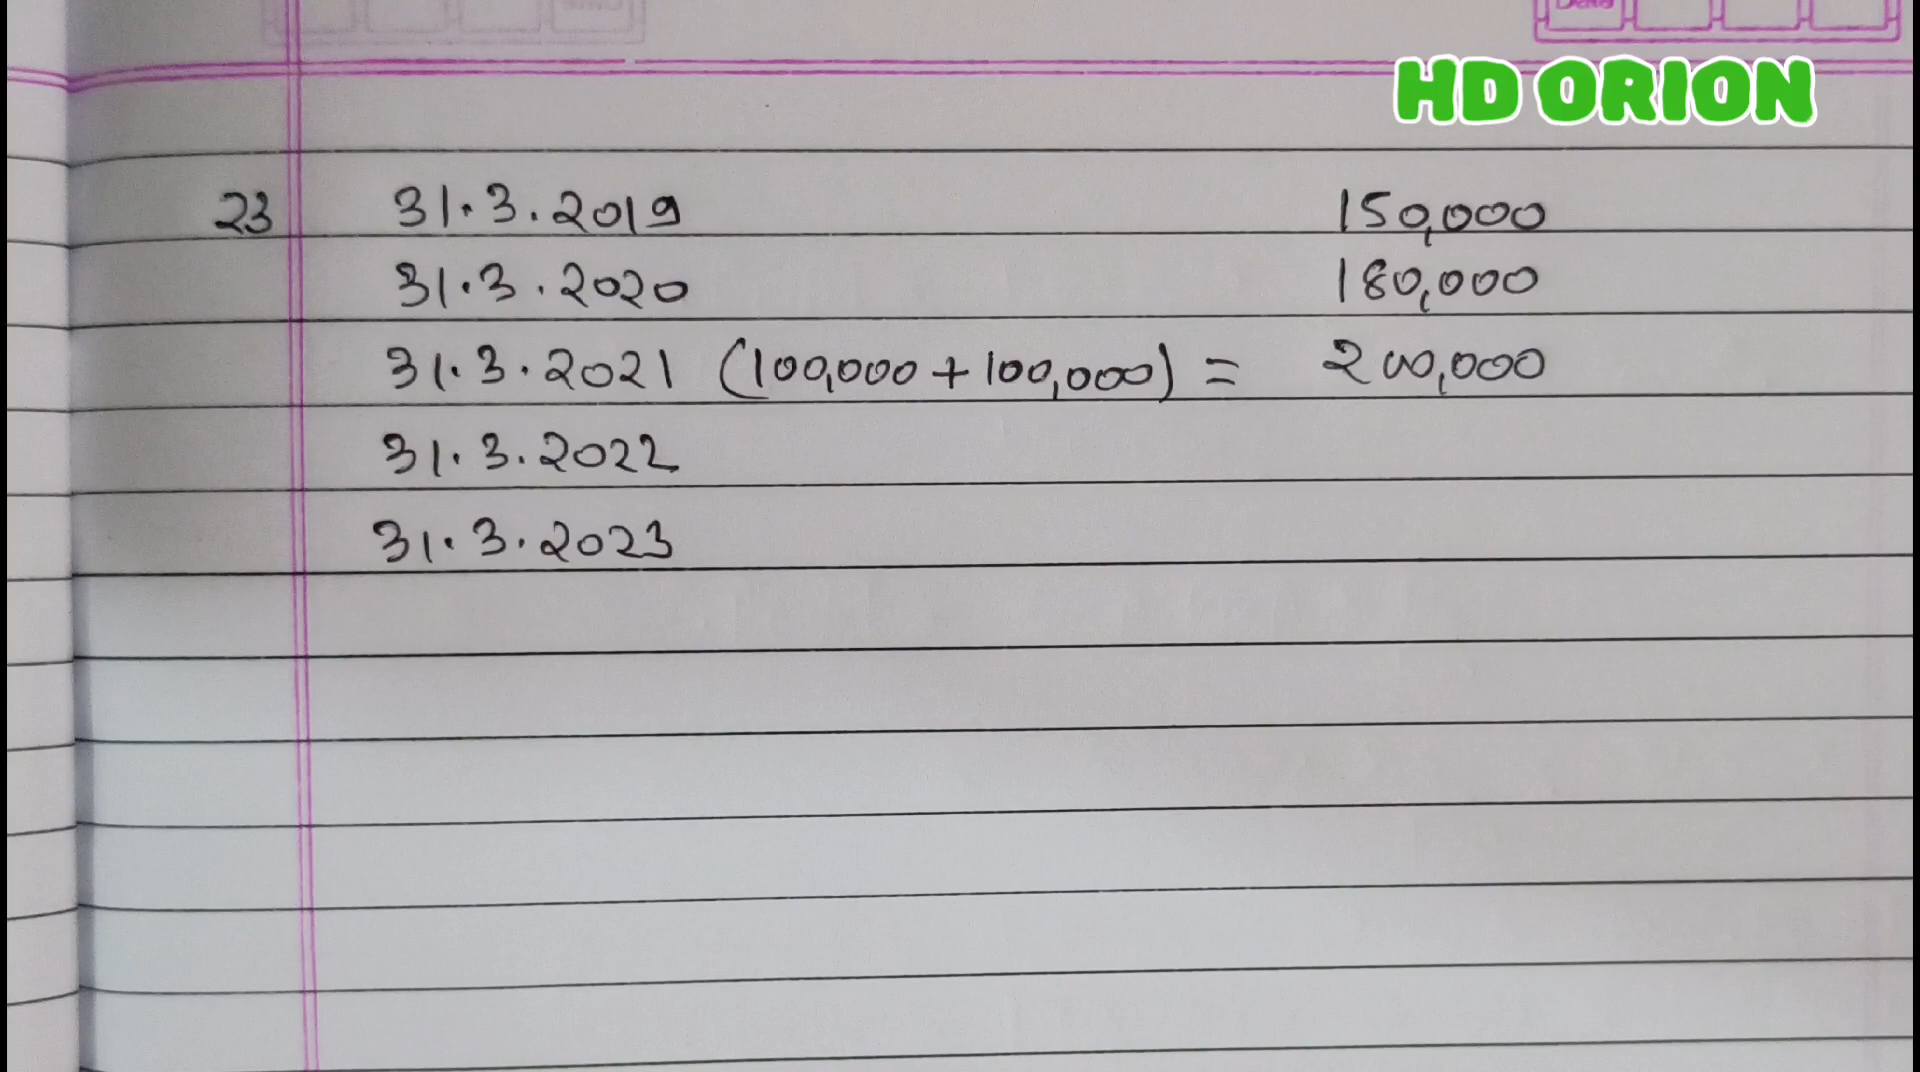 Date
HD ORION
23 31.3.2019 150,000
31.3.2020 180,000
31.3.2021 (100,000 + 100,000) = 200,000
31.3.2022
31.3.2023